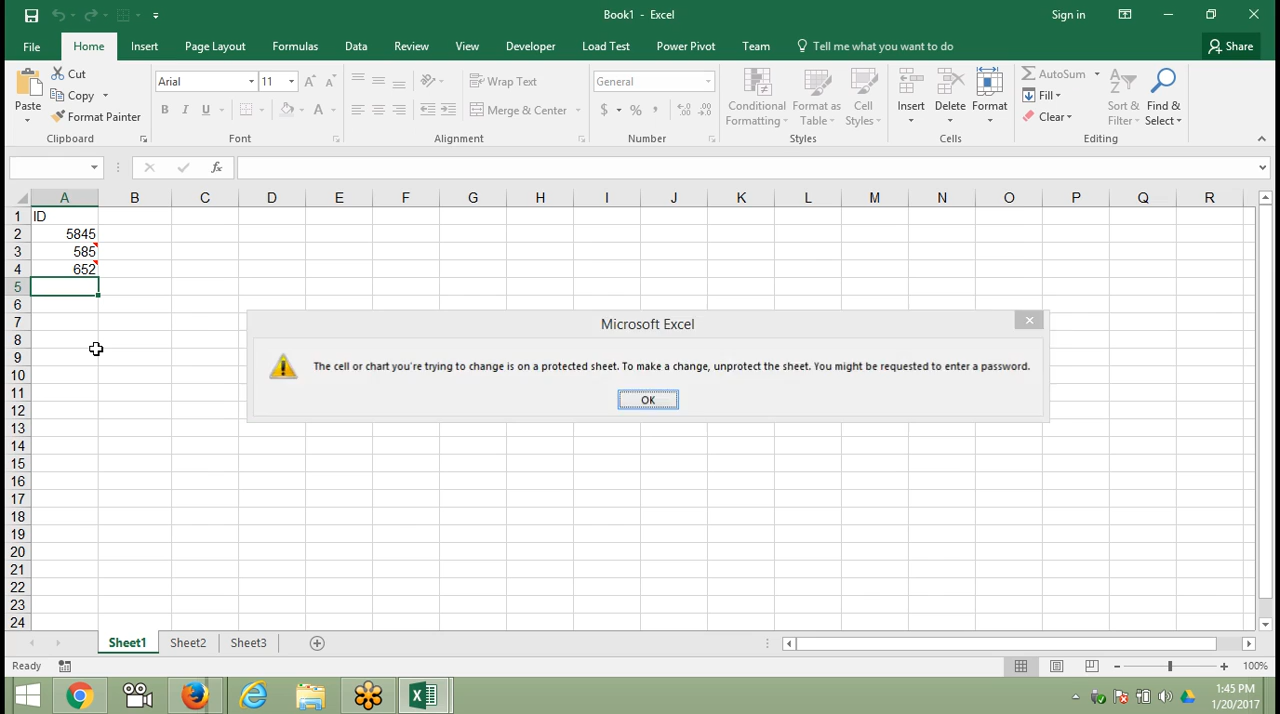 Book1 - Excel
Sign in
File Home Insert Page Layout Formulas Data Review View Developer Load Test Power Pivot Team Tell me what you want to do Share
Paste
Cut
Copy
Format Painter
Clipboard
Arial 11
B I U
Font
Wrap Text
Merge & Center
Alignment
General
$ % ,
Number
Conditional Formatting
Format as Table
Cell Styles
Styles
Insert Delete Format
Cells
AutoSum
Fill
Clear
Sort & Filter
Find & Select
Editing
fx
A B C D E F G H I J K L M N O P Q R
1 ID
2 5845
3 585
4 652
5
6
7
8
9
10
11
12
13
14
15
16
17
18
19
20
21
22
23
24
Microsoft Excel
The cell or chart you're trying to change is on a protected sheet. To make a change, unprotect the sheet. You might be requested to enter a password.
OK
Sheet1 Sheet2 Sheet3
Ready
100%
1:45 PM
1/20/2017